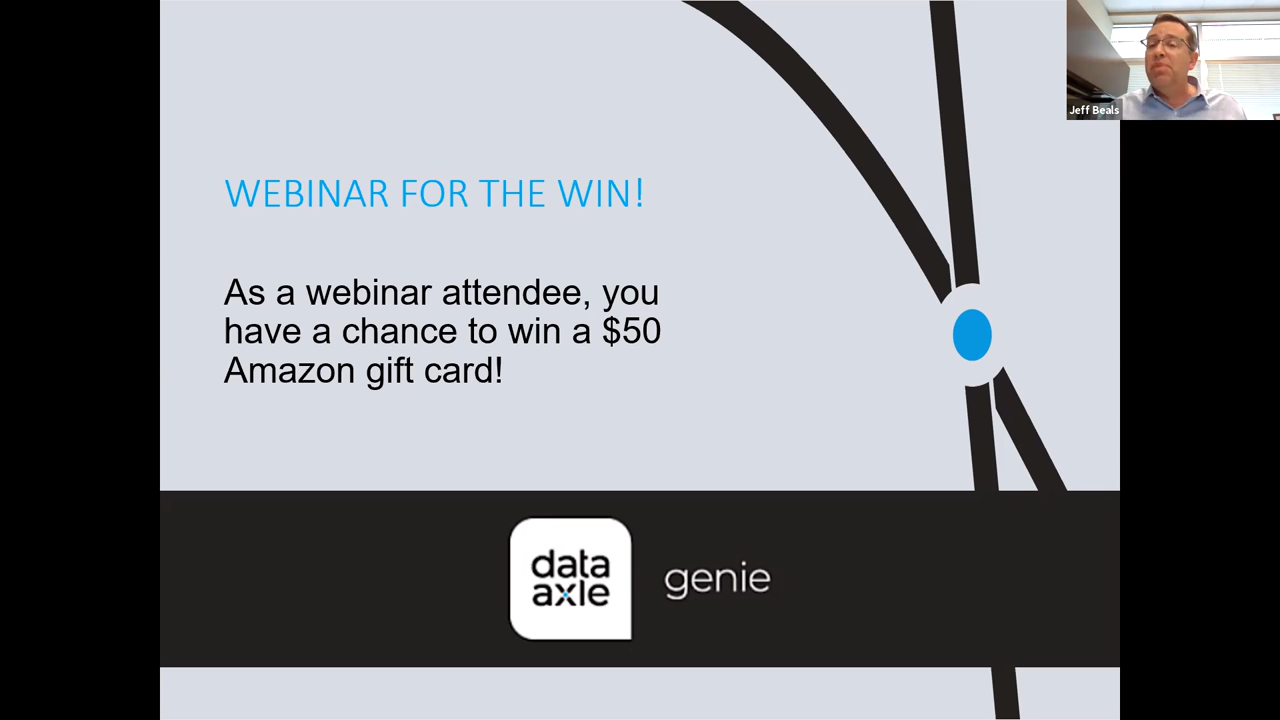 Jeff Beals
WEBINAR FOR THE WIN!
As a webinar attendee, you
have a chance to win a $50
Amazon gift card!
data
axle
genie